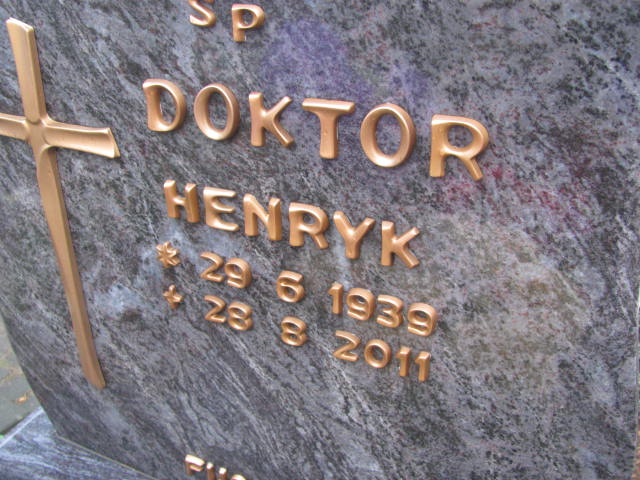 SP
DOKTOR
HENRYK
* 29 6 1939
+ 28 8 2011